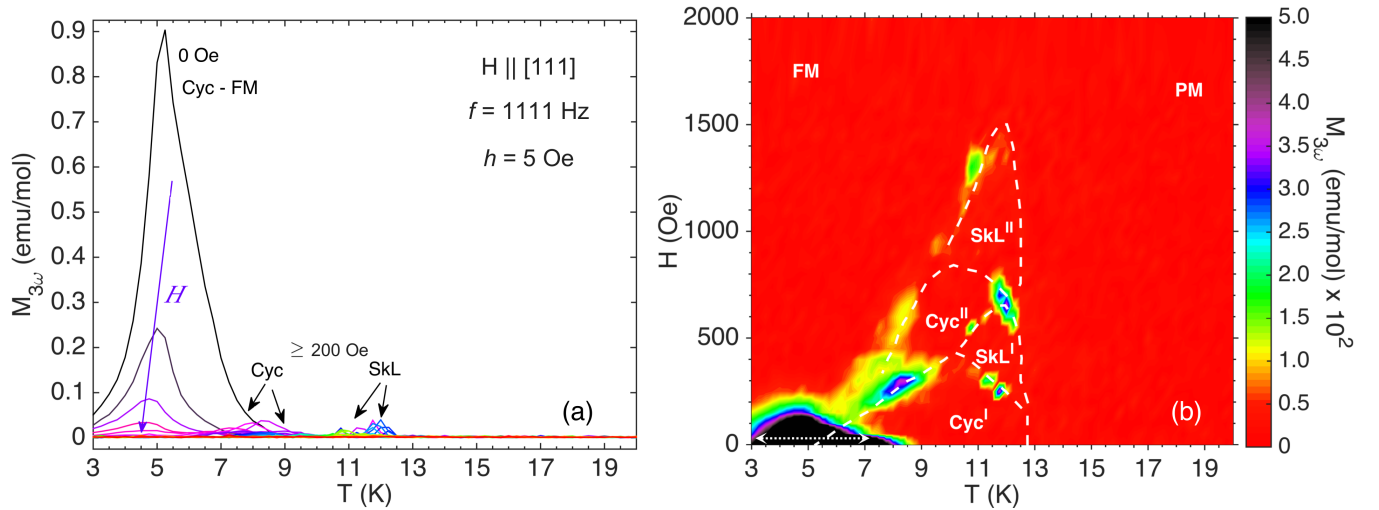 0.9
0.8
0.7
0.6
0.5
0.4
0.3
0.2
0.1
0
M3ω (emu/mol)
0 Oe
Cyc - FM
H || [111]
f = 1111 Hz
h = 5 Oe
H
≥ 200 Oe
Cyc
SkL
(a)
3 5 7 9 11 13 15 17 19
T (K)
2000
1500
1000
500
0
H (Oe)
FM
PM
SkLII
CycII
SkLI
CycI
(b)
3 5 7 9 11 13 15 17 19
T (K)
5.0
4.5
4.0
3.5
3.0
2.5
2.0
1.5
1.0
0.5
0
M3ω (emu/mol) x 102